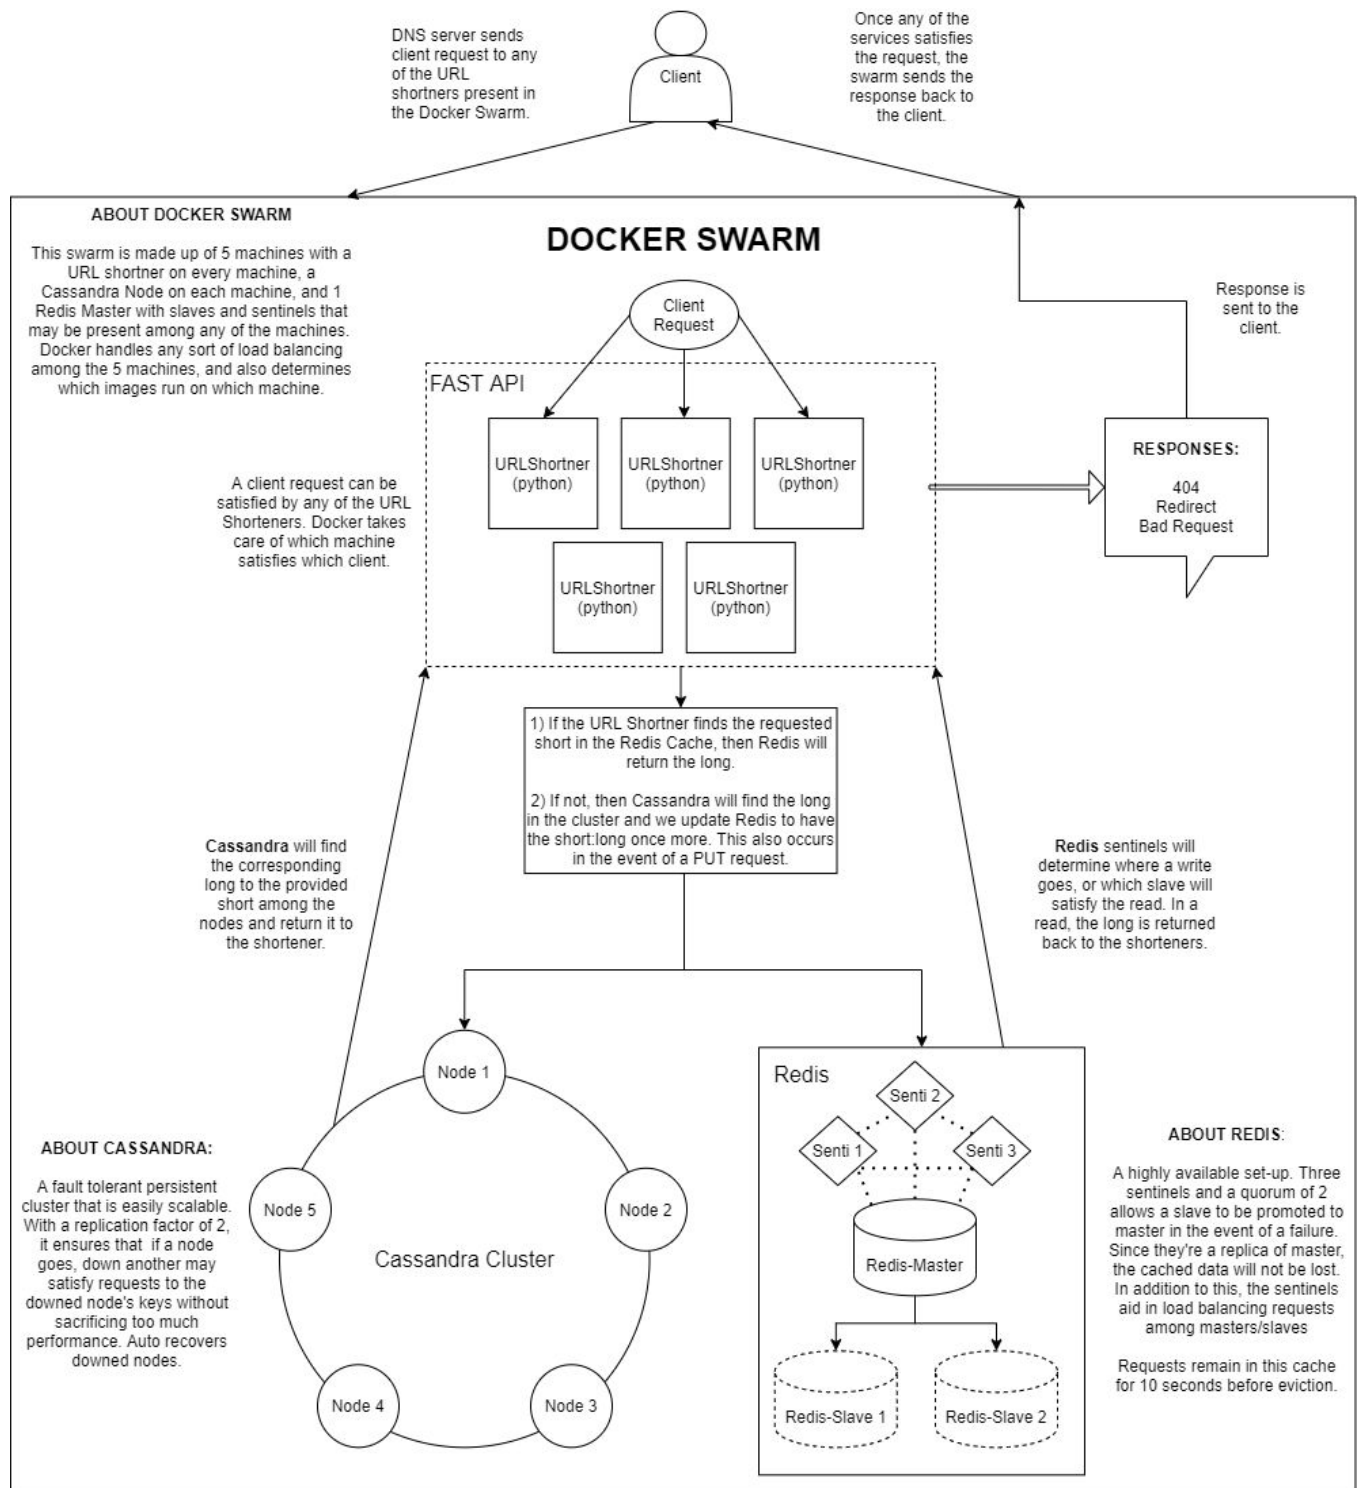 DNS server sends
client request to any
of the URL
shortners present in
the Docker Swarm.
Client
Once any of the
services satisfies
the request, the
swarm sends the
response back to
the client.
ABOUT DOCKER SWARM
This swarm is made up of 5 machines with a
URL shortner on every machine, a
Cassandra Node on each machine, and 1
Redis Master with slaves and sentinels that
may be present among any of the machines.
Docker handles any sort of load balancing
among the 5 machines, and also determines
which images run on which machine.
DOCKER SWARM
Client
Request
Response is
sent to the
client.
FAST API
URLShortner
(python)
URLShortner
(python)
URLShortner
(python)
URLShortner
(python)
URLShortner
(python)
A client request can be
satisfied by any of the URL
Shorteners. Docker takes
care of which machine
satisfies which client.
RESPONSES:
404
Redirect
Bad Request
1) If the URL Shortner finds the requested
short in the Redis Cache, then Redis will
return the long.
2) If not, then Cassandra will find the long
in the cluster and we update Redis to have
the short:long once more. This also occurs
in the event of a PUT request.
Cassandra will find
the corresponding
long to the provided
short among the
nodes and return it to
the shortener.
Redis sentinels will
determine where a write
goes, or which slave will
satisfy the read. In a
read, the long is returned
back to the shorteners.
Node 1
Node 2
Node 3
Node 4
Node 5
Cassandra Cluster
ABOUT CASSANDRA:
A fault tolerant persistent
cluster that is easily scalable.
With a replication factor of 2,
it ensures that if a node
goes, down another may
satisfy requests to the
downed node's keys without
sacrificing too much
performance. Auto recovers
downed nodes.
Redis
Senti 2
Senti 1
Senti 3
Redis-Master
Redis-Slave 1
Redis-Slave 2
ABOUT REDIS:
A highly available set-up. Three
sentinels and a quorum of 2
allows a slave to be promoted to
master in the event of a failure.
Since they're a replica of master,
the cached data will not be lost.
In addition to this, the sentinels
aid in load balancing requests
among masters/slaves
Requests remain in this cache
for 10 seconds before eviction.